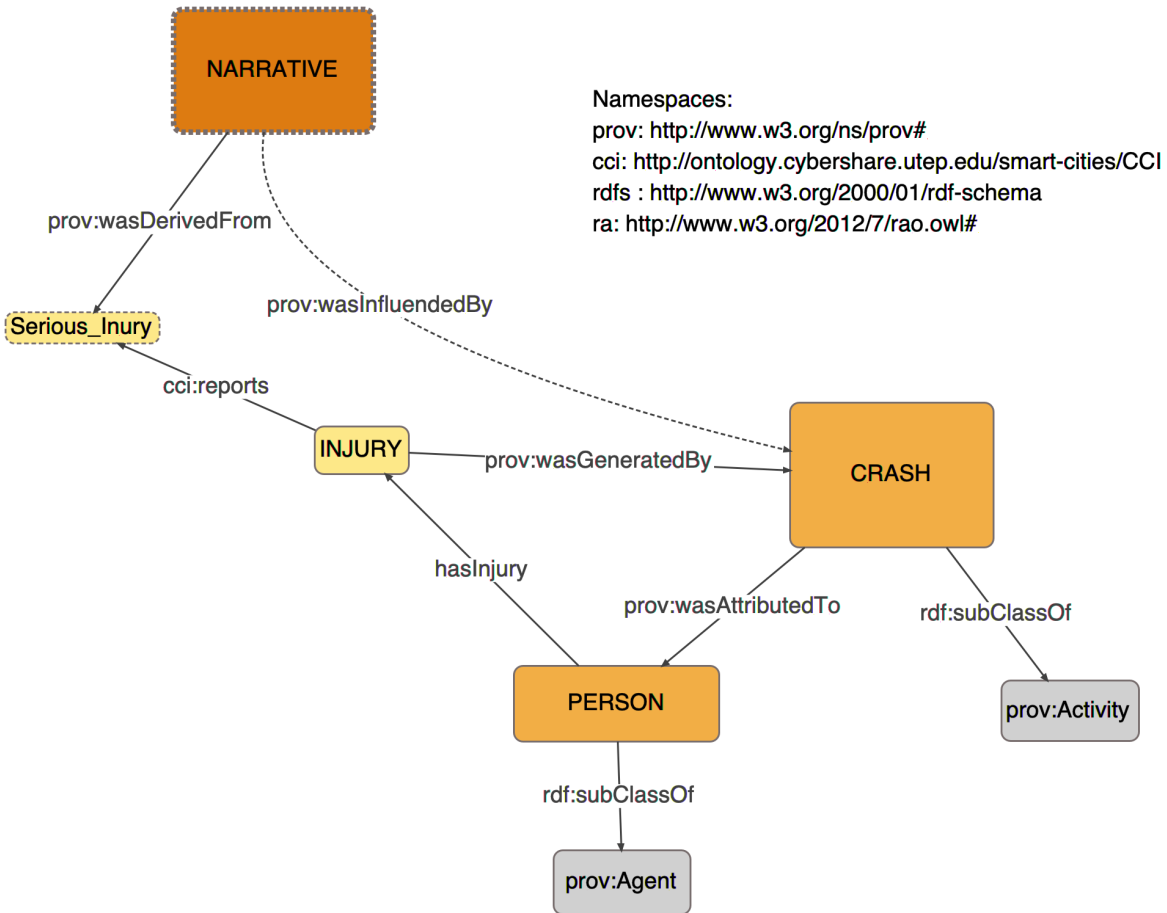 NARRATIVE
Namespaces:
prov: http://www.w3.org/ns/prov#
cci: http://ontology.cybershare.utep.edu/smart-cities/CCI
rdfs : http://www.w3.org/2000/01/rdf-schema
ra: http://www.w3.org/2012/7/rao.owl#
prov:wasDerivedFrom
prov:wasInfluendedBy
Serious_Inury
cci:reports
INJURY
prov:wasGeneratedBy
CRASH
hasInjury
prov:wasAttributedTo
rdf:subClassOf
PERSON
prov:Activity
rdf:subClassOf
prov:Agent